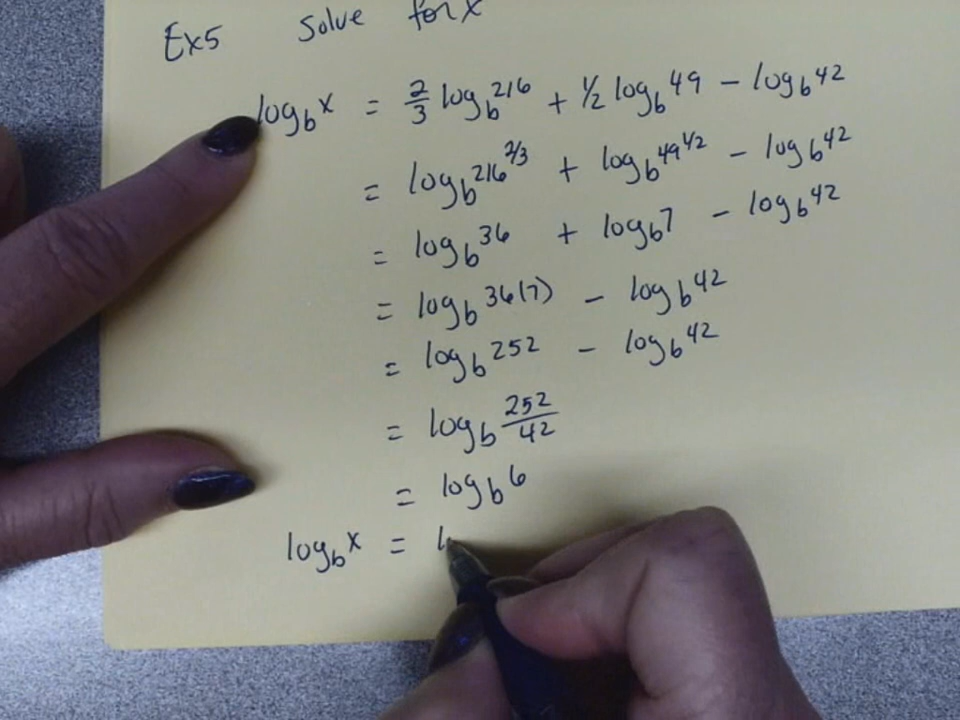 Ex5 Solve for x
log_b x = 2/3 log_b 216 + 1/2 log_b 49 − log_b 42
= log_b 216^(2/3) + log_b 49^(1/2) − log_b 42
= log_b 36 + log_b 7 − log_b 42
= log_b 36(7) − log_b 42
= log_b 252 − log_b 42
= log_b 252/42
= log_b 6
log_b x = l